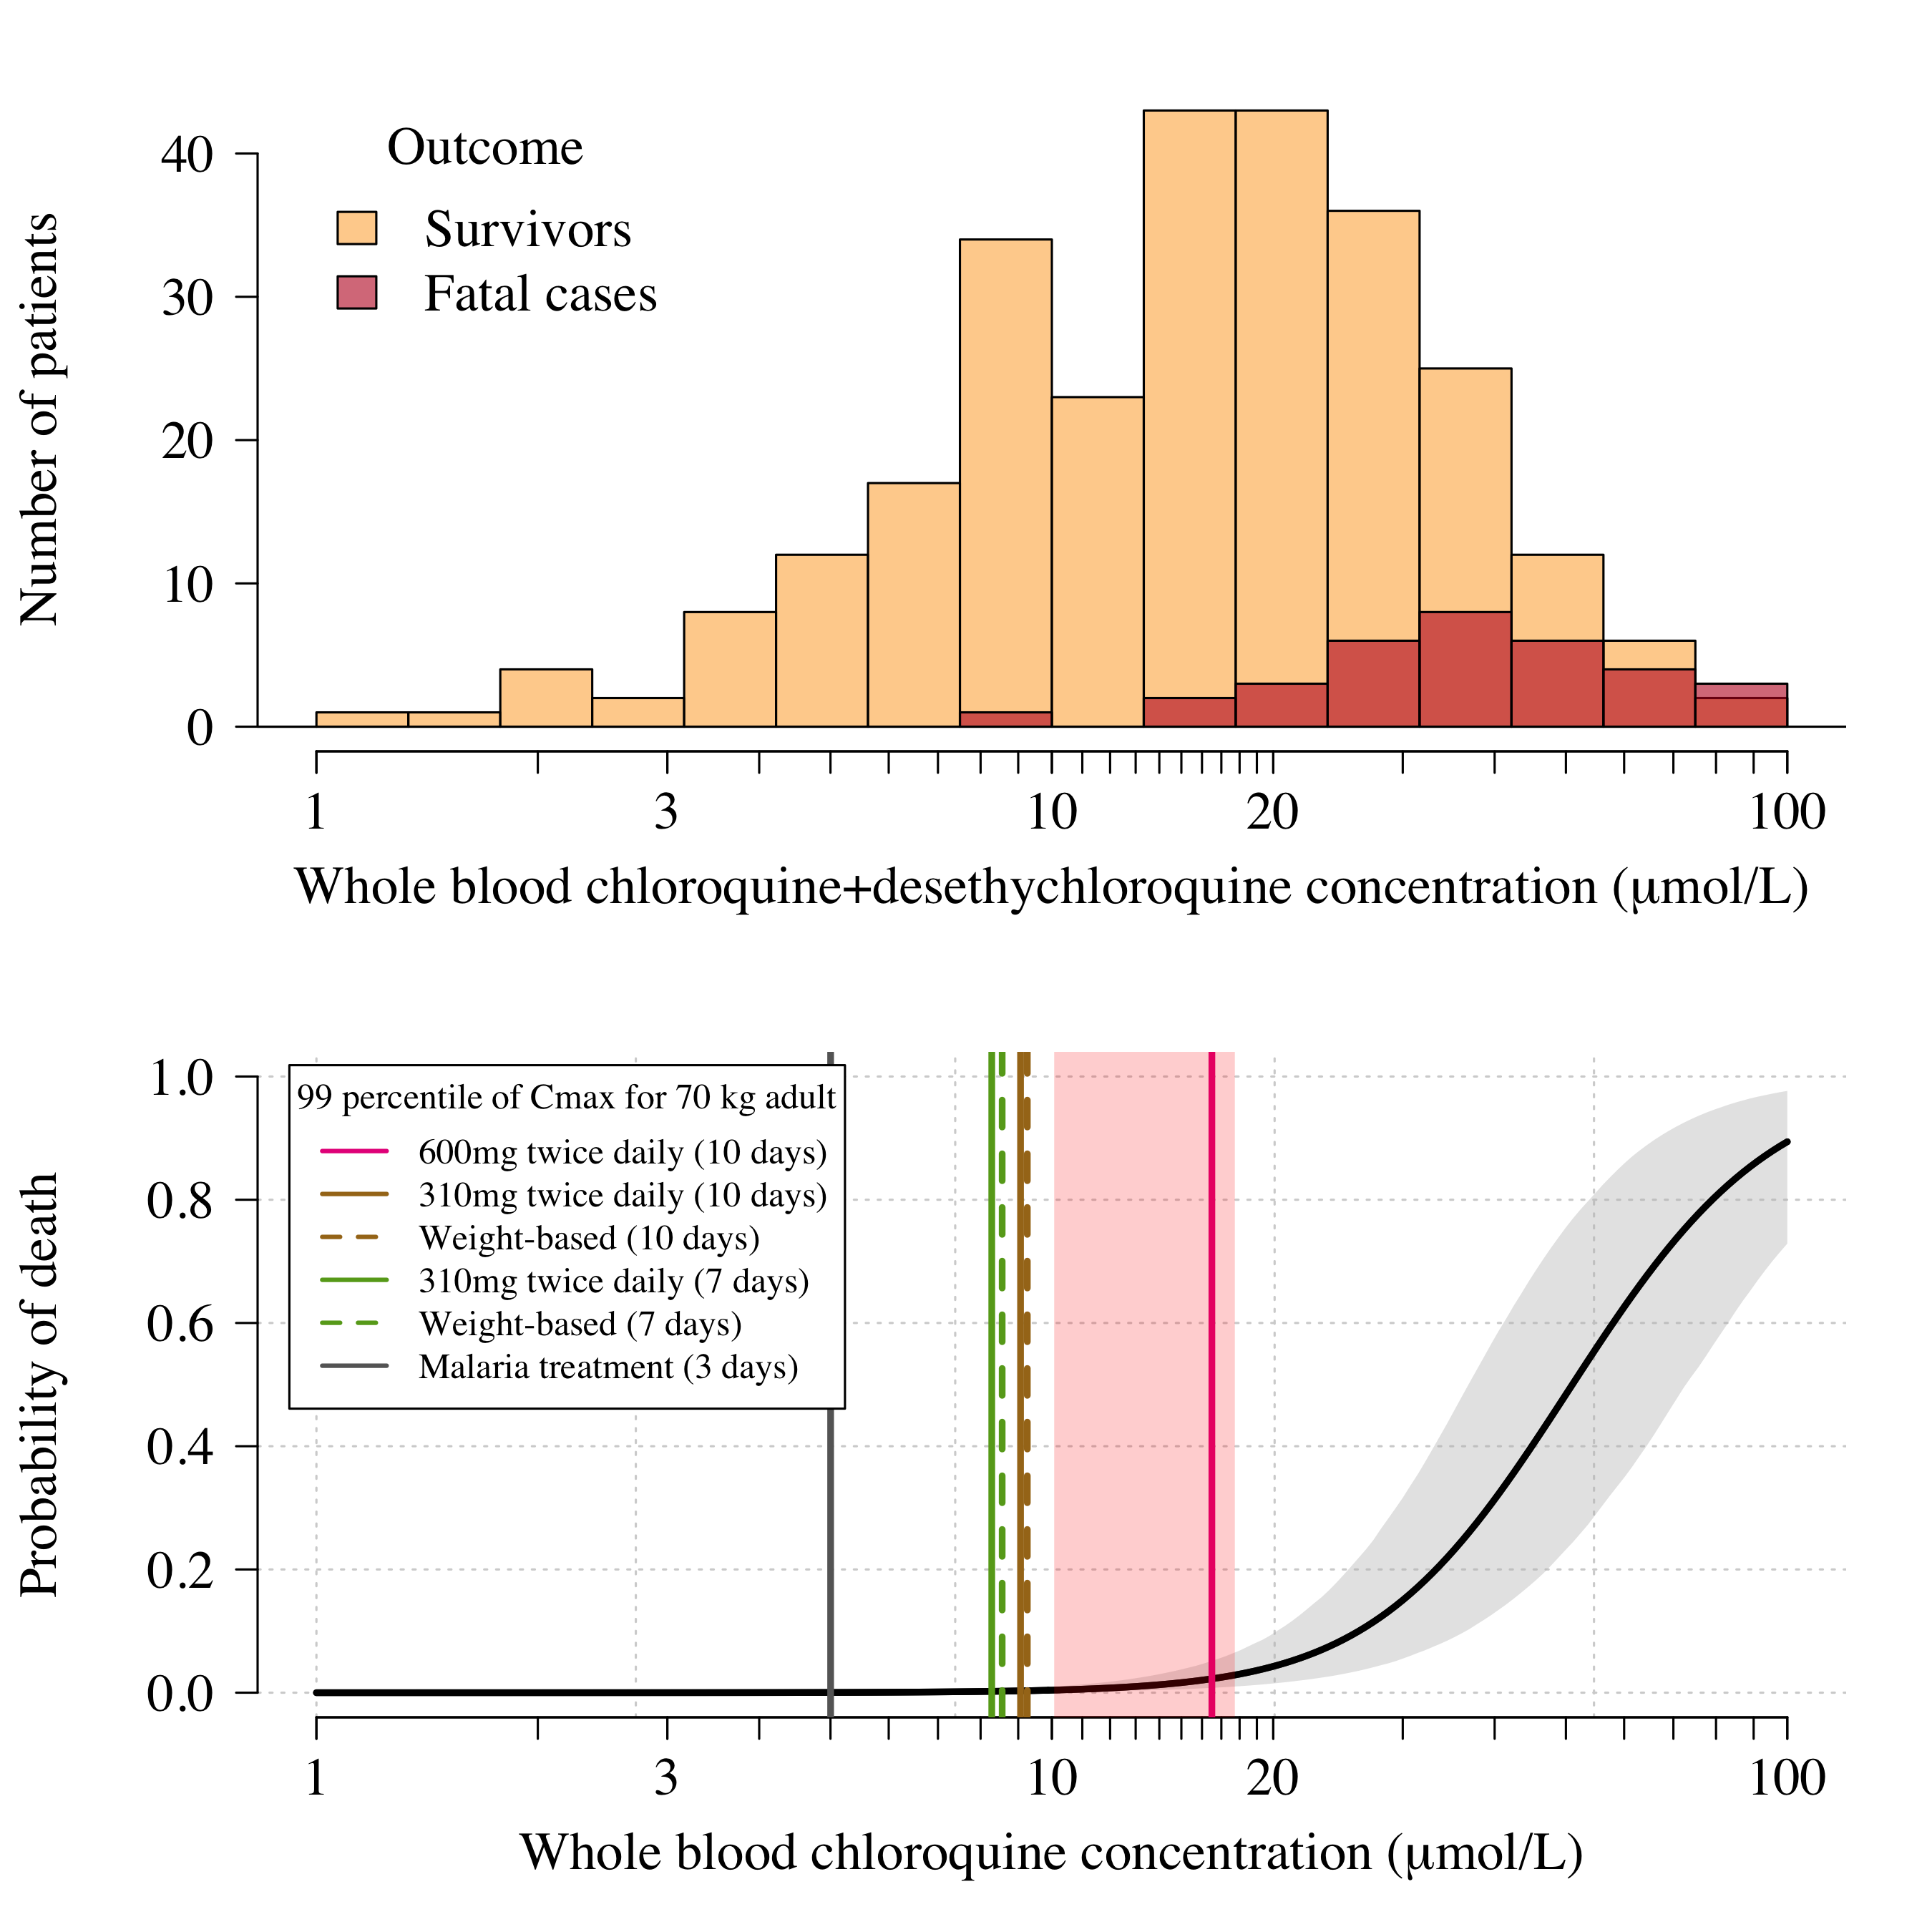 Outcome
Survivors
Fatal cases
Number of patients
40
30
20
10
0
1 3 10 20 100
Whole blood chloroquine+desethychloroquine concentration (μmol/L)
Probability of death
1.0
0.8
0.6
0.4
0.2
0.0
99 percentile of Cmax for 70 kg adult
600mg twice daily (10 days)
310mg twice daily (10 days)
Weight-based (10 days)
310mg twice daily (7 days)
Weight-based (7 days)
Malaria treatment (3 days)
1 3 10 20 100
Whole blood chloroquine concentration (μmol/L)